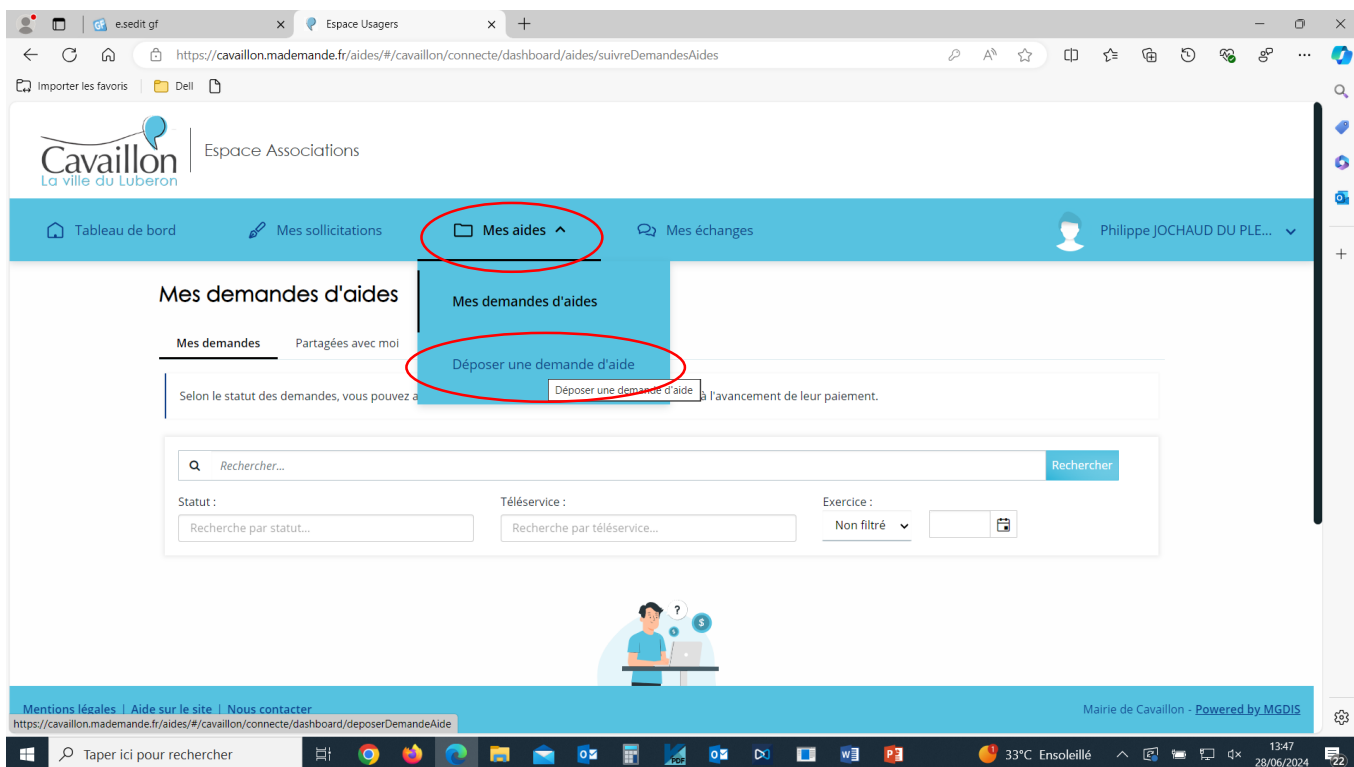 e.sedit gf
Espace Usagers
https://cavaillon.mademande.fr/aides/#/cavaillon/connecte/dashboard/aides/suivreDemandesAides
Importer les favoris
Dell
Cavaillon
La ville du Luberon
Espace Associations
Tableau de bord
Mes sollicitations
Mes aides
Mes échanges
Philippe JOCHAUD DU PLE...
Mes demandes d'aides
Mes demandes d'aides
Mes demandes
Partagées avec moi
Déposer une demande d'aide
Déposer une demande d'aide
Selon le statut des demandes, vous pouvez a
à l'avancement de leur paiement.
Rechercher...
Rechercher
Statut :
Téléservice :
Exercice :
Recherche par statut...
Recherche par téléservice...
Non filtré
?
$
$
Mentions légales | Aide sur le site | Nous contacter
Mairie de Cavaillon - Powered by MGDIS
https://cavaillon.mademande.fr/aides/#/cavaillon/connecte/dashboard/deposerDemandeAide
Taper ici pour rechercher
33°C Ensoleillé
13:47
28/06/2024
22